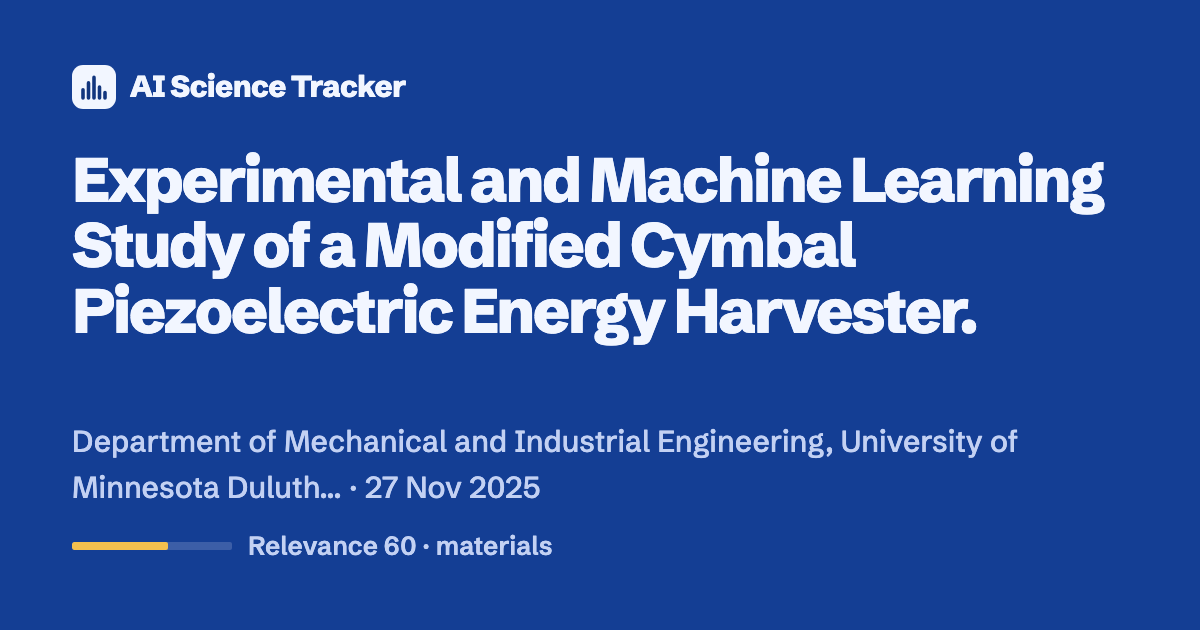 AI Science Tracker
Experimental and Machine Learning
Study of a Modified Cymbal
Piezoelectric Energy Harvester.
Department of Mechanical and Industrial Engineering, University of
Minnesota Duluth... · 27 Nov 2025
Relevance 60 · materials